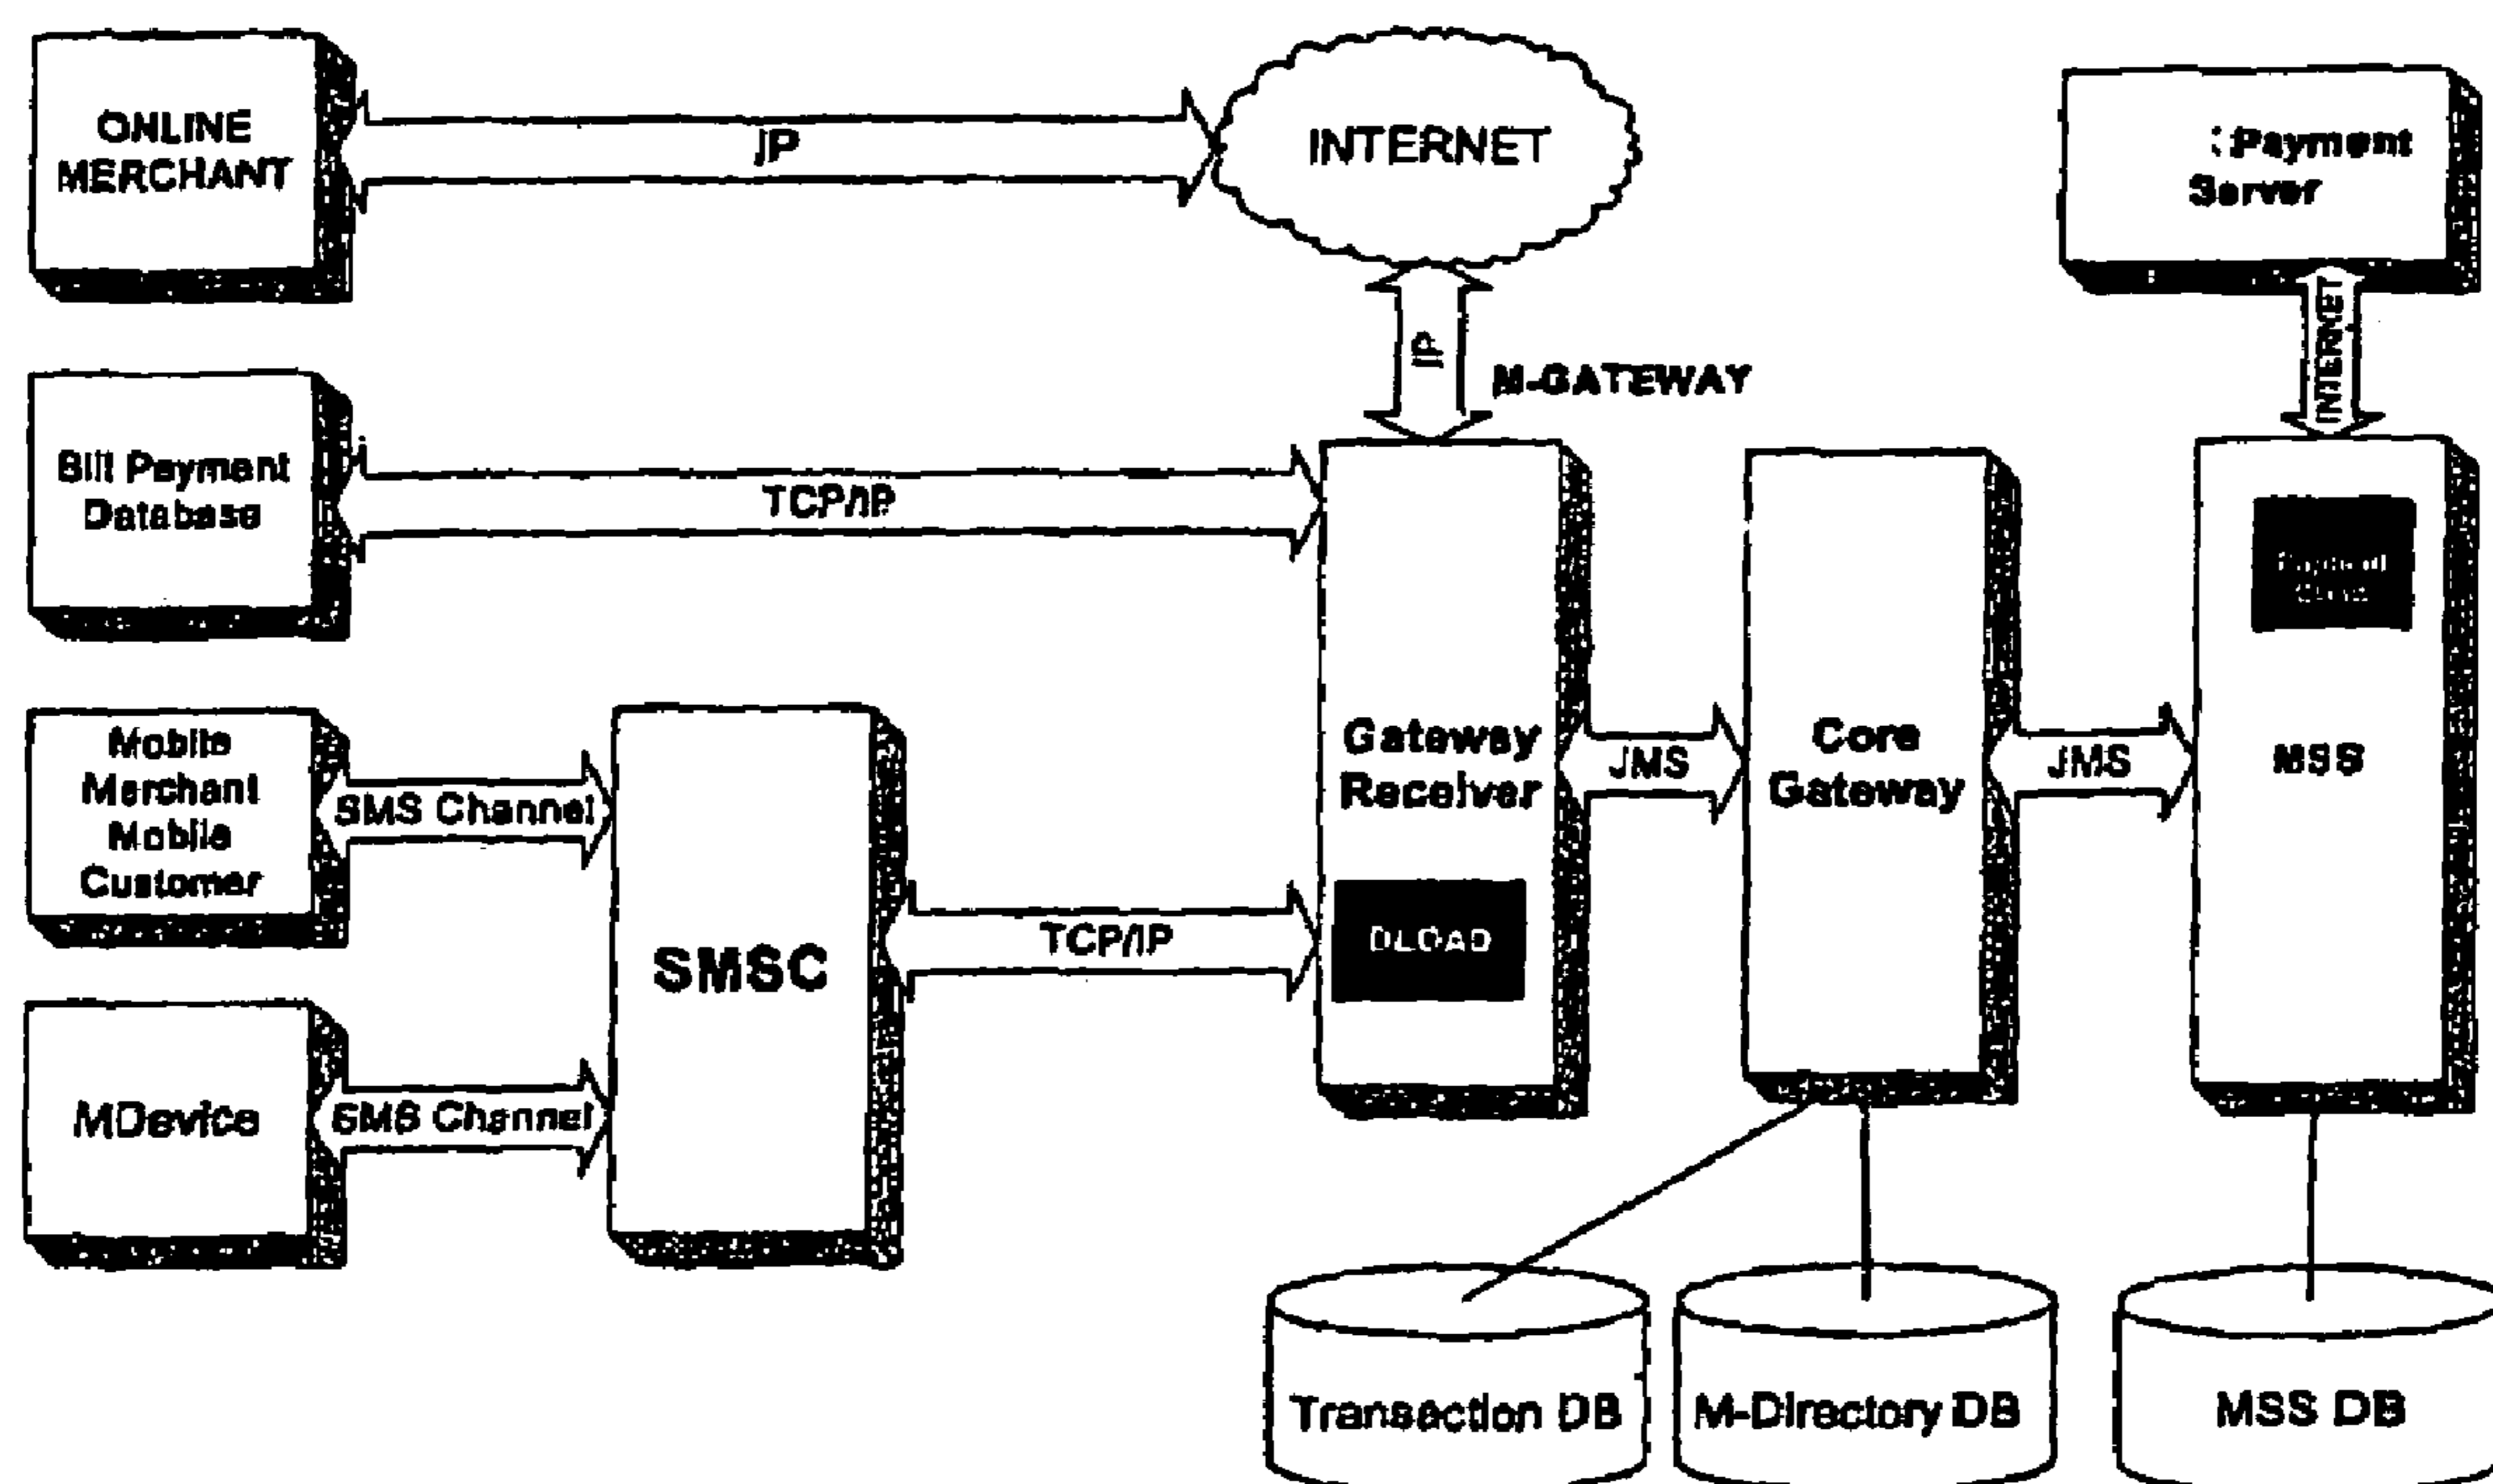 ONLINE
MERCHANT
IP
INTERNET
Payment
Server
IP
M-GATEWAY
INTERNET
Bill Payment
Database
TCP/IP
Mobile
Merchant
Mobile
Customer
SMS Channel
SMSC
TCP/IP
Gateway
Receiver
JMS
Core
Gateway
JMS
MSS
MDevice
SMS Channel
Transaction DB
M-Directory DB
MSS DB